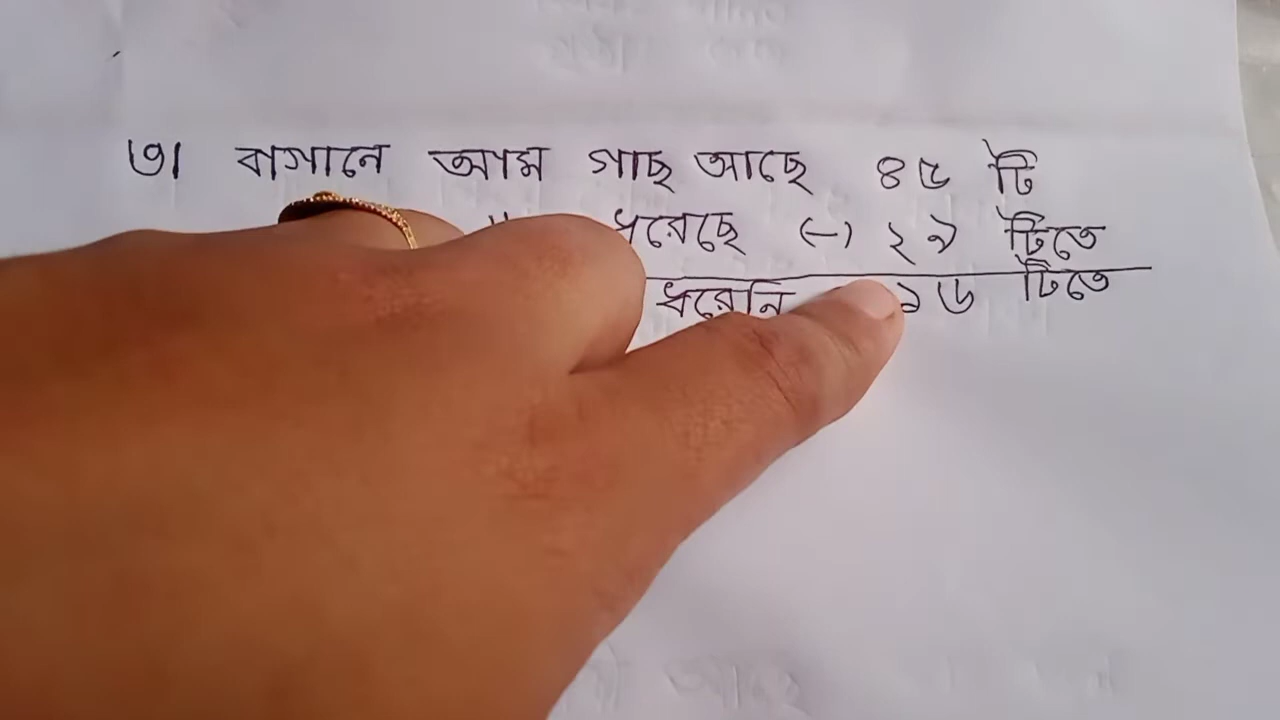 ৩। বাগানে আম গাছ আছে ৪৫ টি
ধরেছে (–) ২৯ টিতে
ধরেনি ১৬ টিতে